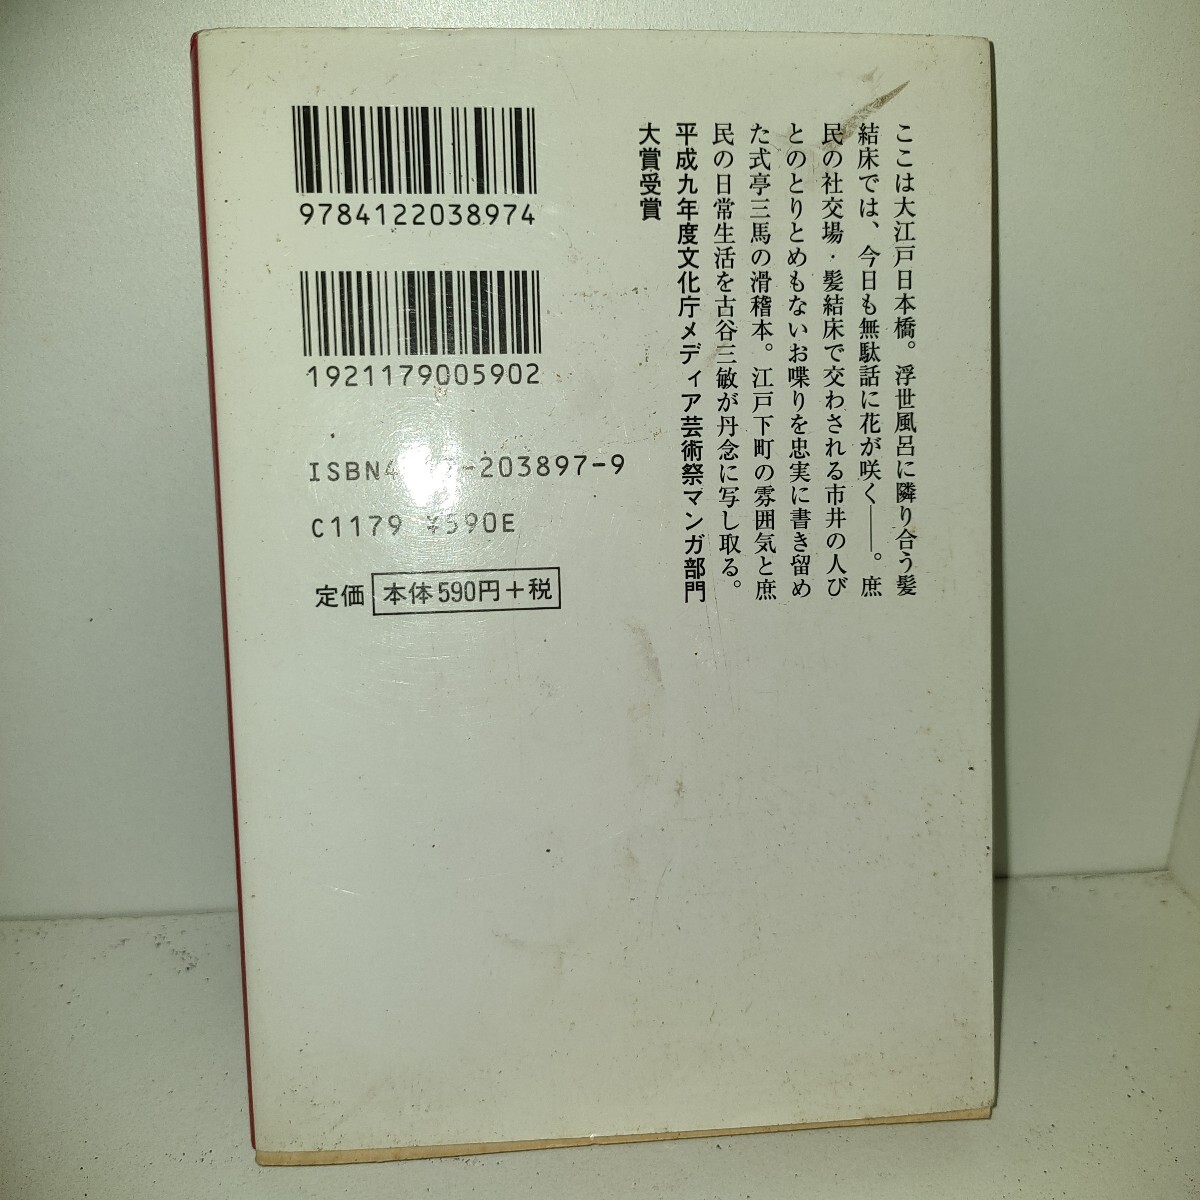 ここは大江戸日本橋。浮世風呂に隣り合う髪
結床では、今日も無駄話に花が咲く――。庶
民の社交場・髪結床で交わされる市井の人び
とのとりとめもないお喋りを忠実に書き留め
た式亭三馬の滑稽本。江戸下町の雰囲気と庶
民の日常生活を古谷三敏が丹念に写し取る。
平成九年度文化庁メディア芸術祭マンガ部門
大賞受賞
9784122038974
1921179005902
ISBN4 -203897-9
C1179 ¥590E
定価 本体590円+税